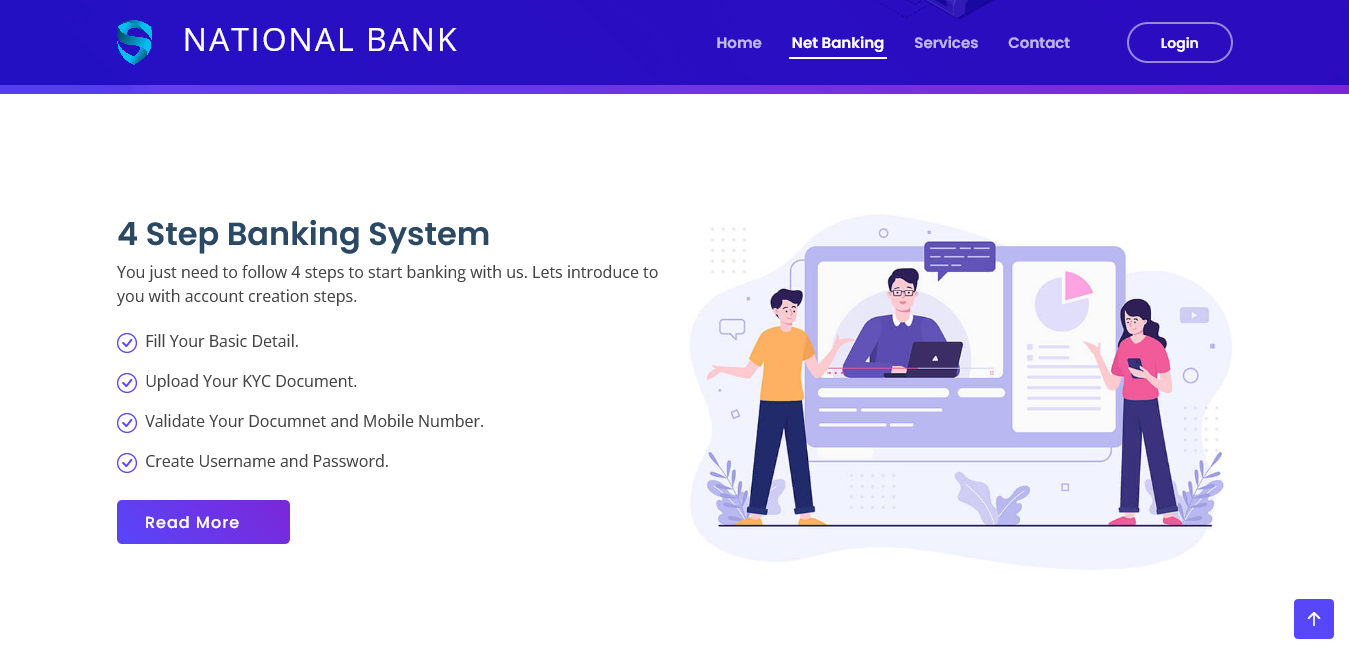 NATIONAL BANK
Home Net Banking Services Contact Login
4 Step Banking System
You just need to follow 4 steps to start banking with us. Lets introduce to
you with account creation steps.
Fill Your Basic Detail.
Upload Your KYC Document.
Validate Your Documnet and Mobile Number.
Create Username and Password.
Read More